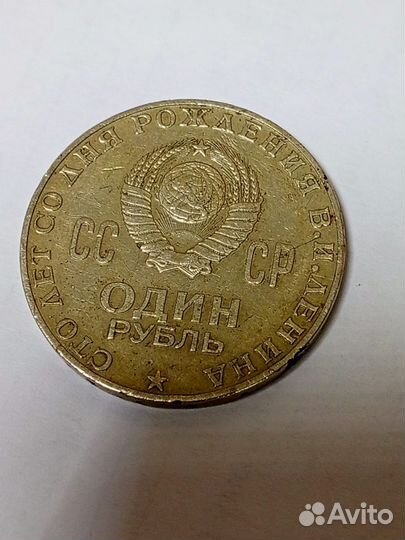 СТО ЛЕТ СО ДНЯ РОЖДЕНИЯ В.И.ЛЕНИНА
СС СР
ОДИН
РУБЛЬ
Avito